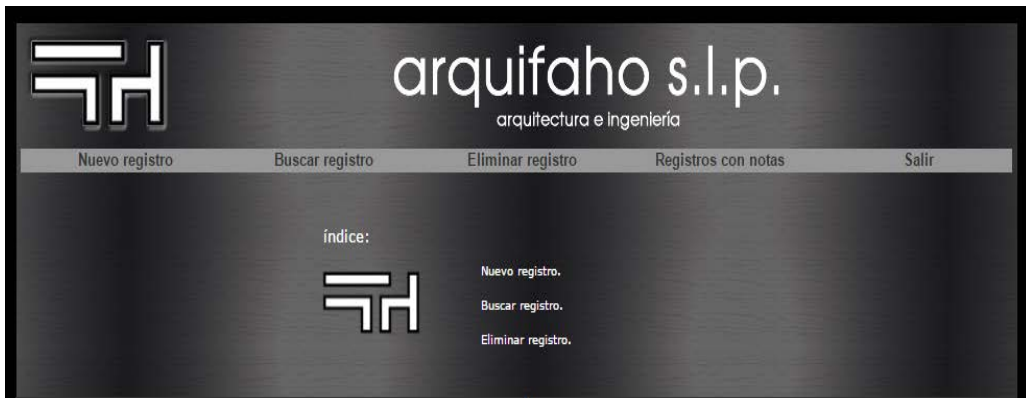 arquifaho s.l.p.
arquitectura e ingeniería
Nuevo registro Buscar registro Eliminar registro Registros con notas Salir
índice:
Nuevo registro.
Buscar registro.
Eliminar registro.